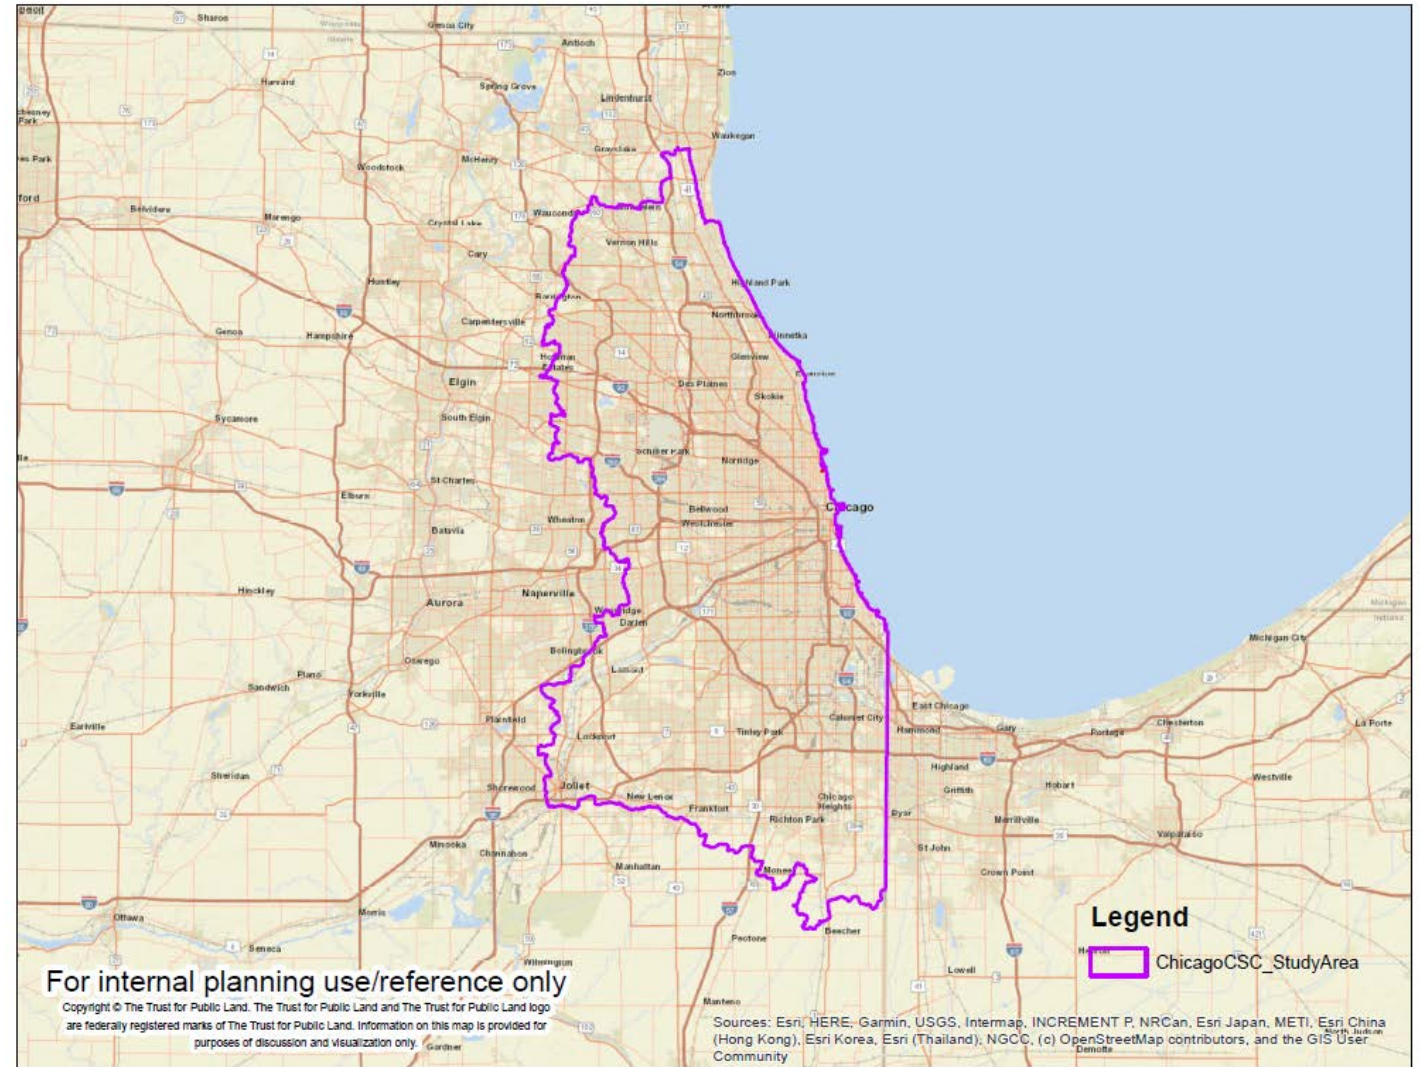 Sharon
Genoa City
Antioch
Zion
Harvard
Spring Grove
Lindenhurst
Waukegan
Grayslake
McHenry
Woodstock
Belvidere
Marengo
Crystal Lake
Vernon Hills
Cary
Huntley
Highland Park
Barrington
Northbrook
Carpentersville
Genoa
Hampshire
Glenview
Elgin
Des Plaines
Skokie
Sycamore
South Elgin
Schiller Park
Norridge
St Charles
Elburn
Bellwood
Chicago
Westchester
Wheaton
Batavia
Hinckley
Naperville
Aurora
Darien
Michigan City
Bolingbrook
Oswego
Lemont
Plano
Sandwich
Yorkville
East Chicago
Plainfield
Calumet City
Earlville
Lockport
Tinley Park
Hammond
Gary
Portage
Chesterton
La Porte
Highland
Sheridan
Shorewood
Joliet
New Lenox
Chicago Heights
Griffith
Hobart
Westville
Frankfort
Richton Park
Dyer
Merrillville
Valparaiso
Minooka
Channahon
St John
Manhattan
Crown Point
Monee
Ottawa
Morris
Beecher
Seneca
Peotone
Wilmington
Lowell
Manteno
Gardner
Demotte
Legend
ChicagoCSC_StudyArea
For internal planning use/reference only
Copyright © The Trust for Public Land. The Trust for Public Land and The Trust for Public Land logo
are federally registered marks of The Trust for Public Land. Information on this map is provided for
purposes of discussion and visualization only.
Sources: Esri, HERE, Garmin, USGS, Intermap, INCREMENT P, NRCan, Esri Japan, METI, Esri China
(Hong Kong), Esri Korea, Esri (Thailand), NGCC, (c) OpenStreetMap contributors, and the GIS User
Community